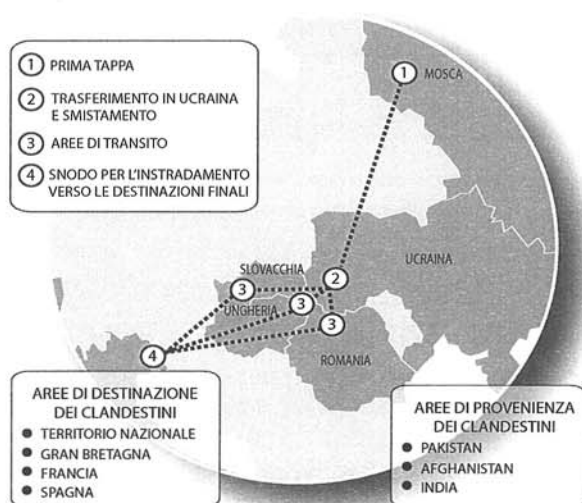 1 PRIMA TAPPA
2 TRASFERIMENTO IN UCRAINA
E SMISTAMENTO
3 AREE DI TRANSITO
4 SNODO PER L'INSTRADAMENTO
VERSO LE DESTINAZIONI FINALI
1 MOSCA
SLOVACCHIA
UCRAINA
2
3
3
UNGHERIA
3
4
ROMANIA
AREE DI DESTINAZIONE
DEI CLANDESTINI
• TERRITORIO NAZIONALE
• GRAN BRETAGNA
• FRANCIA
• SPAGNA
AREE DI PROVENIENZA
DEI CLANDESTINI
• PAKISTAN
• AFGHANISTAN
• INDIA